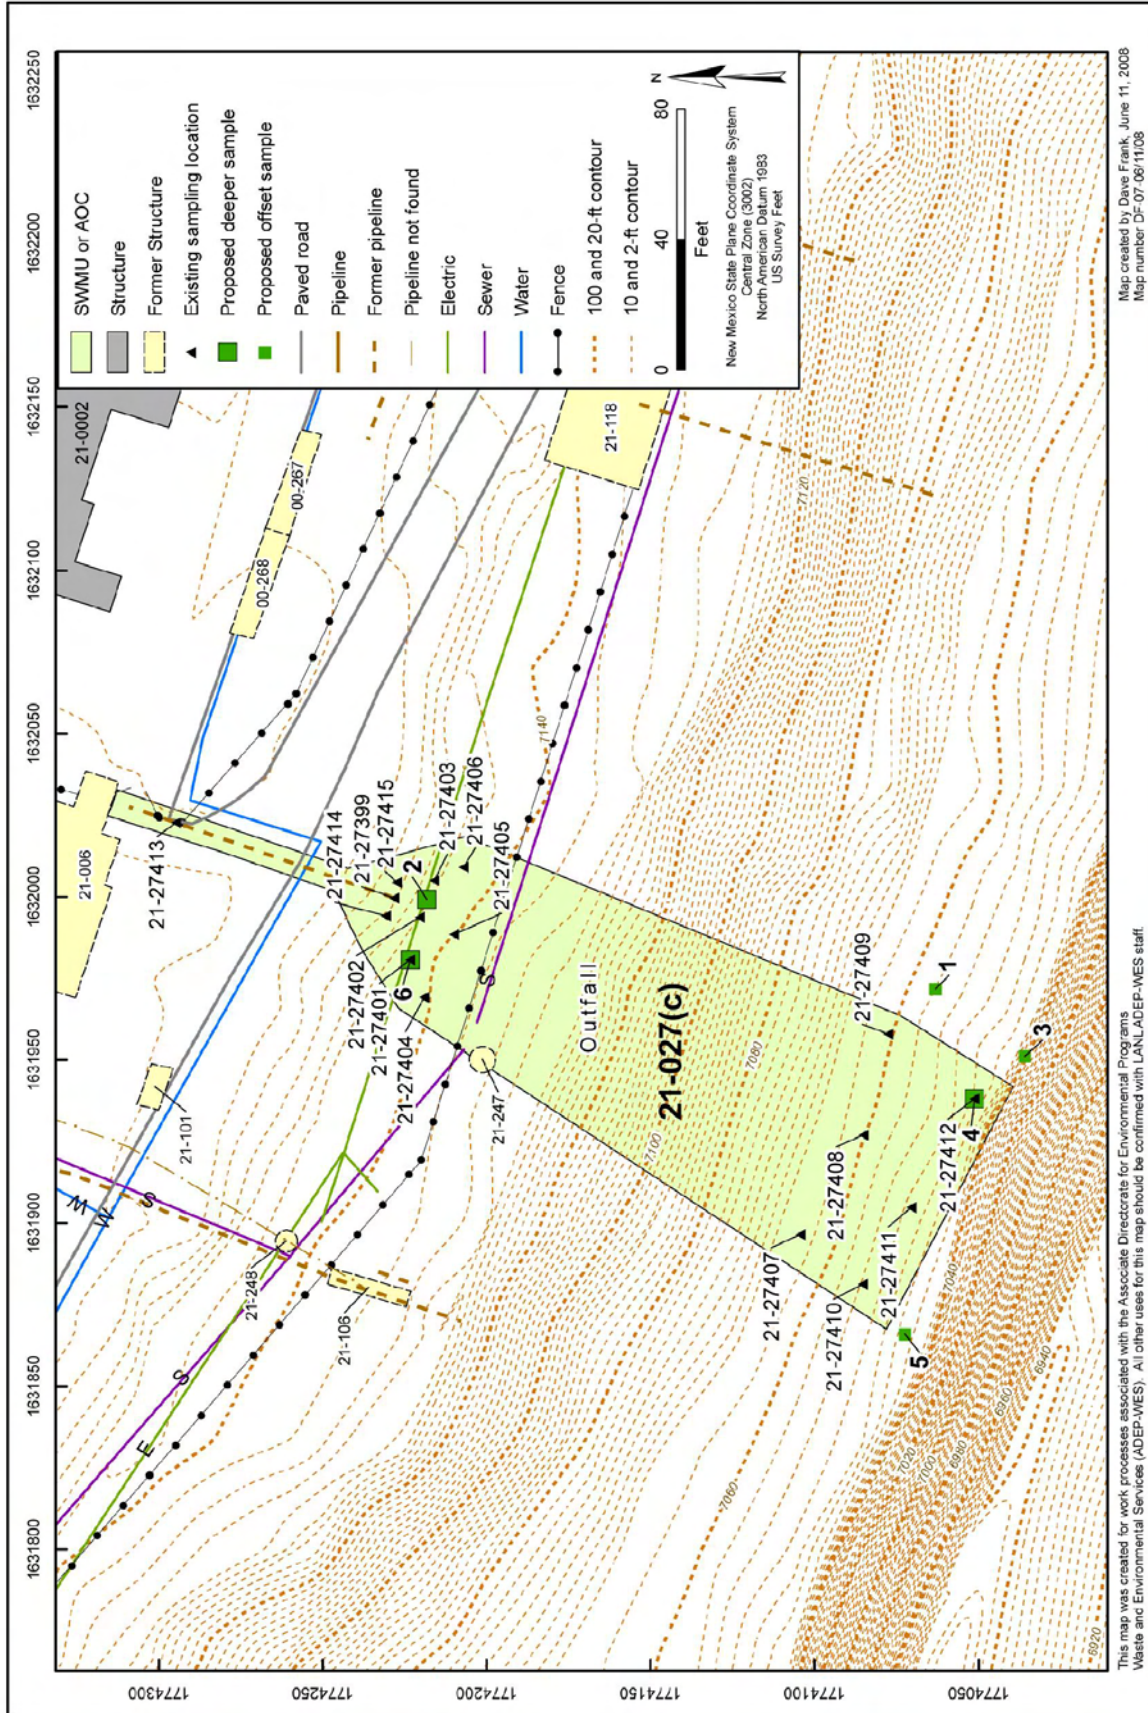 1631800
1631850
1631900
1631950
1632000
1632050
1632100
1632150
1632200
1632250
1774300
1774250
1774200
1774150
1774100
1774050
21-0002
00-267
00-268
21-006
21-27413
21-101
21-118
21-248
21-106
21-247
21-27414
21-27399
21-27415
2
21-27403
21-27406
21-27405
21-27402
21-27401
6
21-27404
Outfall
21-027(c)
21-27409
1
3
21-27408
21-27412
4
21-27407
21-27411
21-27410
5
W
W
S
S
E
S
7140
7120
7100
7080
7060
7040
7020
7000
6980
6960
6940
6920
SWMU or AOC
Structure
Former Structure
Existing sampling location
Proposed deeper sample
Proposed offset sample
Paved road
Pipeline
Former pipeline
Pipeline not found
Electric
Sewer
Water
Fence
100 and 20-ft contour
10 and 2-ft contour
0 40 80
Feet
N
New Mexico State Plane Coordinate System
Central Zone (3002)
North American Datum 1983
US Survey Feet
This map was created for work processes associated with the Associate Directorate for Environmental Programs
Waste and Environmental Services (ADEP-WES). All other uses for this map should be confirmed with LANL ADEP-WES staff.
Map created by Dave Frank, June 11, 2008
Map number DF-07-06/11/08